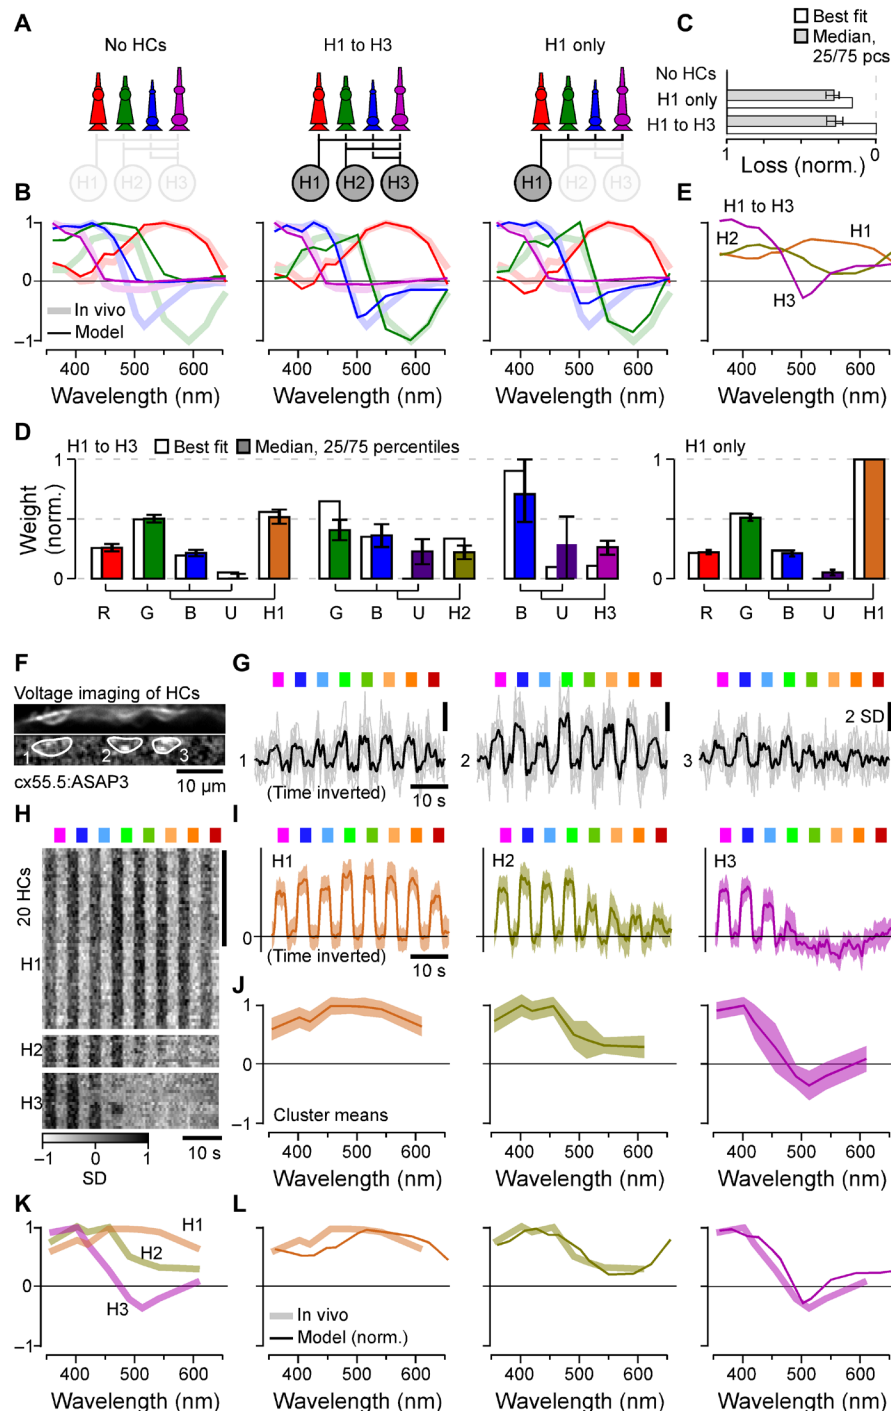 A
No HCs
H1 to H3
H1 only
H1
H2
H3
H1
H2
H3
H1
H2
H3
C
Best fit
Median,
25/75 pcs
No HCs
H1 only
H1 to H3
1
0
Loss (norm.)
B
1
0
−1
In vivo
Model
400
500
600
Wavelength (nm)
400
500
600
Wavelength (nm)
400
500
600
Wavelength (nm)
E
H1 to H3
H2
H1
H3
400
500
600
Wavelength (nm)
D
H1 to H3
Best fit
Median, 25/75 percentiles
H1 only
Weight
(norm.)
1
0
R
G
B
U
H1
G
B
U
H2
B
U
H3
1
0
R
G
B
U
H1
F
Voltage imaging of HCs
1
2
3
10 µm
cx55.5:ASAP3
G
1
(Time inverted)
10 s
2
3
2 SD
H
20 HCs
H1
H2
H3
−1
0
1
SD
10 s
I
H1
0
(Time inverted)
10 s
H2
H3
J
1
0
−1
Cluster means
400
500
600
Wavelength (nm)
400
500
600
Wavelength (nm)
400
500
600
Wavelength (nm)
K
1
0
−1
H1
H2
H3
400
500
600
Wavelength (nm)
L
In vivo
Model (norm.)
400
500
600
Wavelength (nm)
400
500
600
Wavelength (nm)
400
500
600
Wavelength (nm)